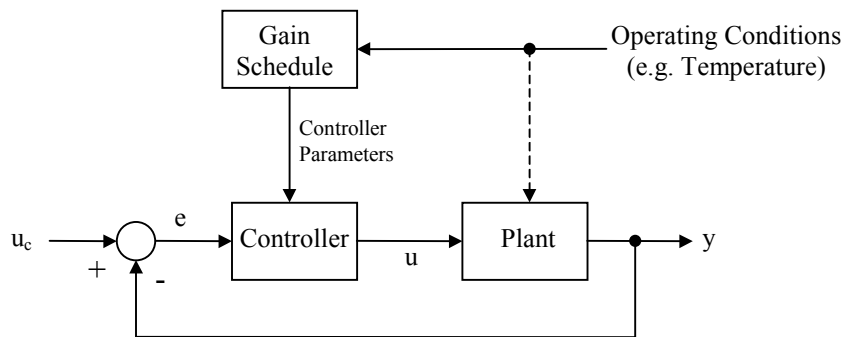 Gain
Schedule
Operating Conditions
(e.g. Temperature)
Controller
Parameters
u_c
+
-
e
Controller
u
Plant
y